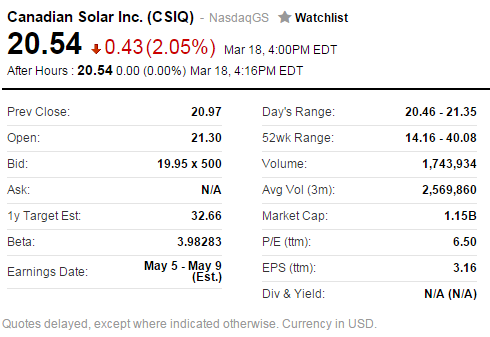 Canadian Solar Inc. (CSIQ) - NasdaqGS ★ Watchlist
20.54 0.43(2.05%) Mar 18, 4:00PM EDT
After Hours : 20.54 0.00 (0.00%) Mar 18, 4:16PM EDT
Prev Close: 20.97
Open: 21.30
Bid: 19.95 x 500
Ask: N/A
1y Target Est: 32.66
Beta: 3.98283
Earnings Date: May 5 - May 9
(Est.)
Day's Range: 20.46 - 21.35
52wk Range: 14.16 - 40.08
Volume: 1,743,934
Avg Vol (3m): 2,569,860
Market Cap: 1.15B
P/E (ttm): 6.50
EPS (ttm): 3.16
Div & Yield: N/A (N/A)
Quotes delayed, except where indicated otherwise. Currency in USD.